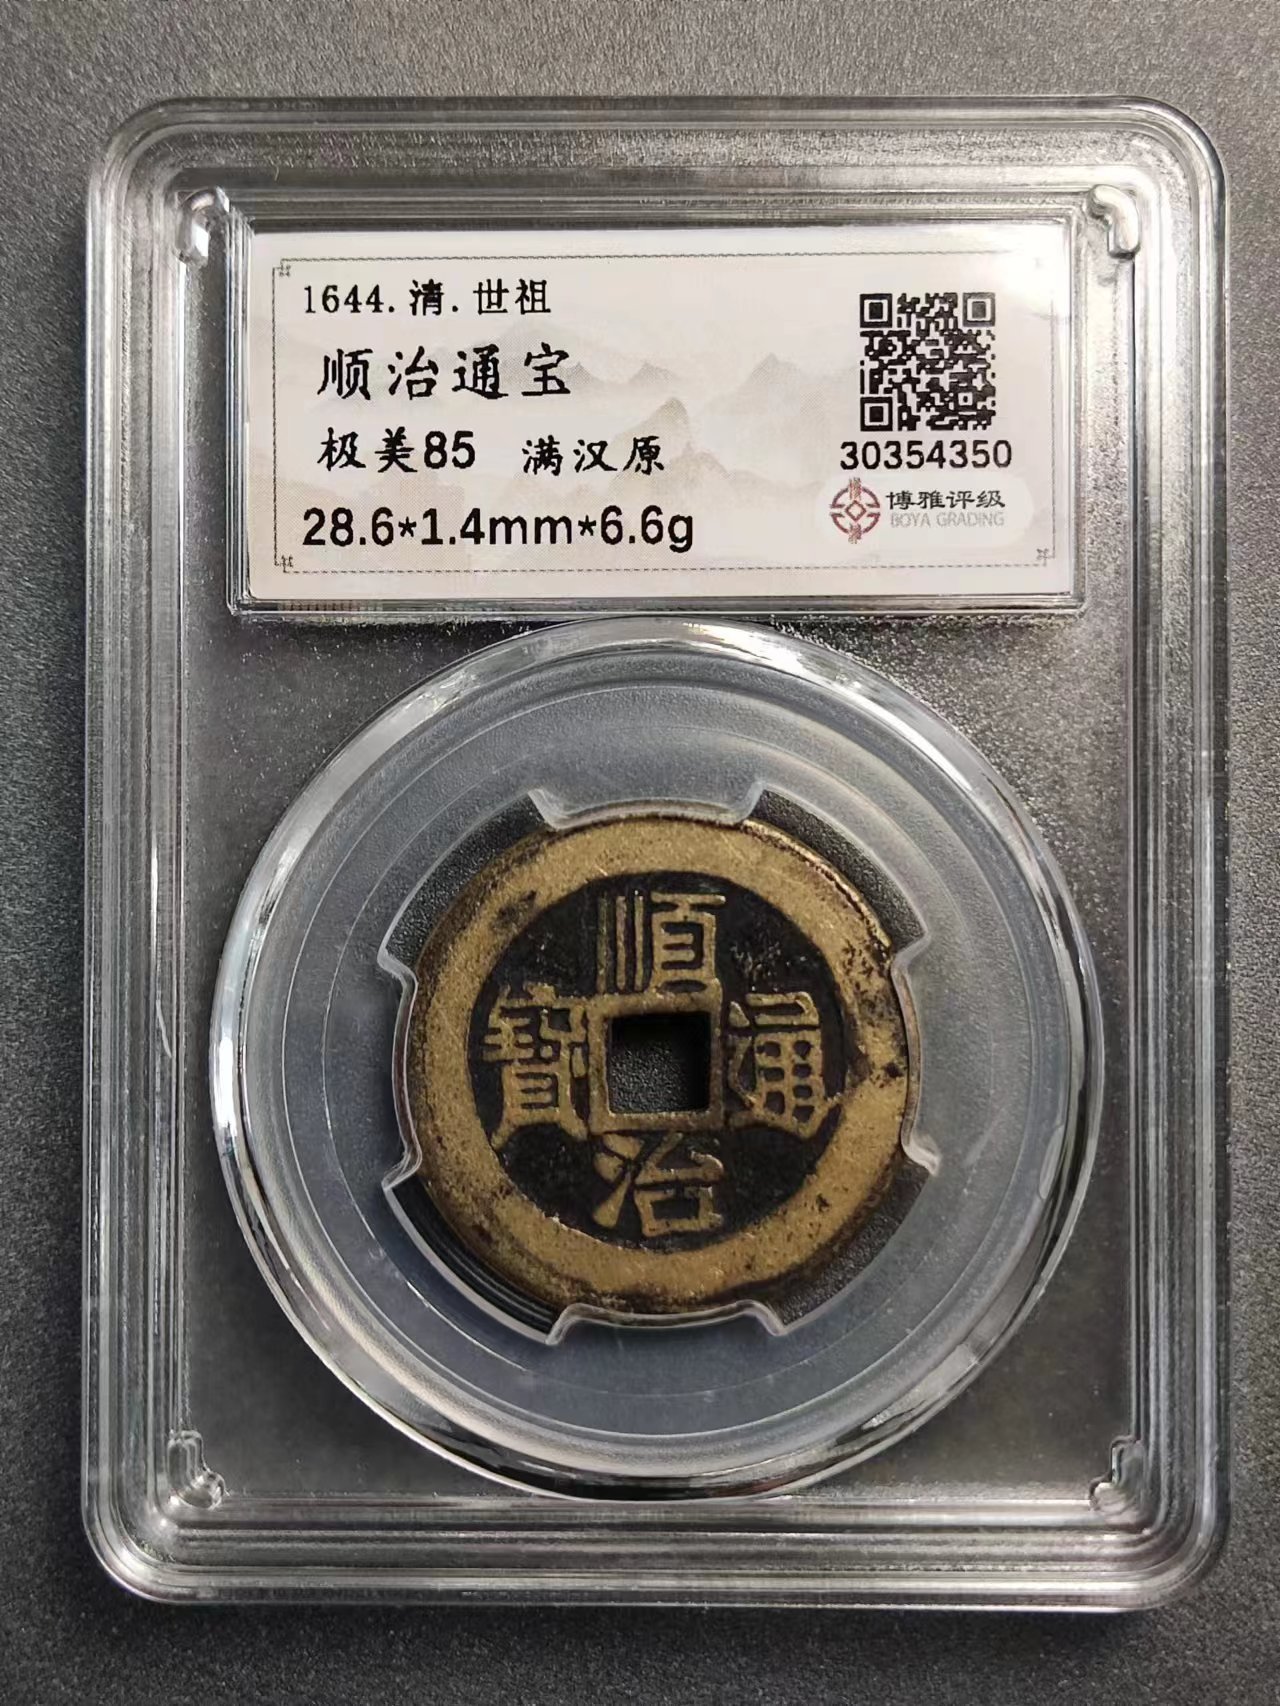 1644.清.世祖
顺治通宝
极美85 满汉原
28.6*1.4mm*6.6g
30354350
博雅评级
BOYA GRADING
順
寶 通
治